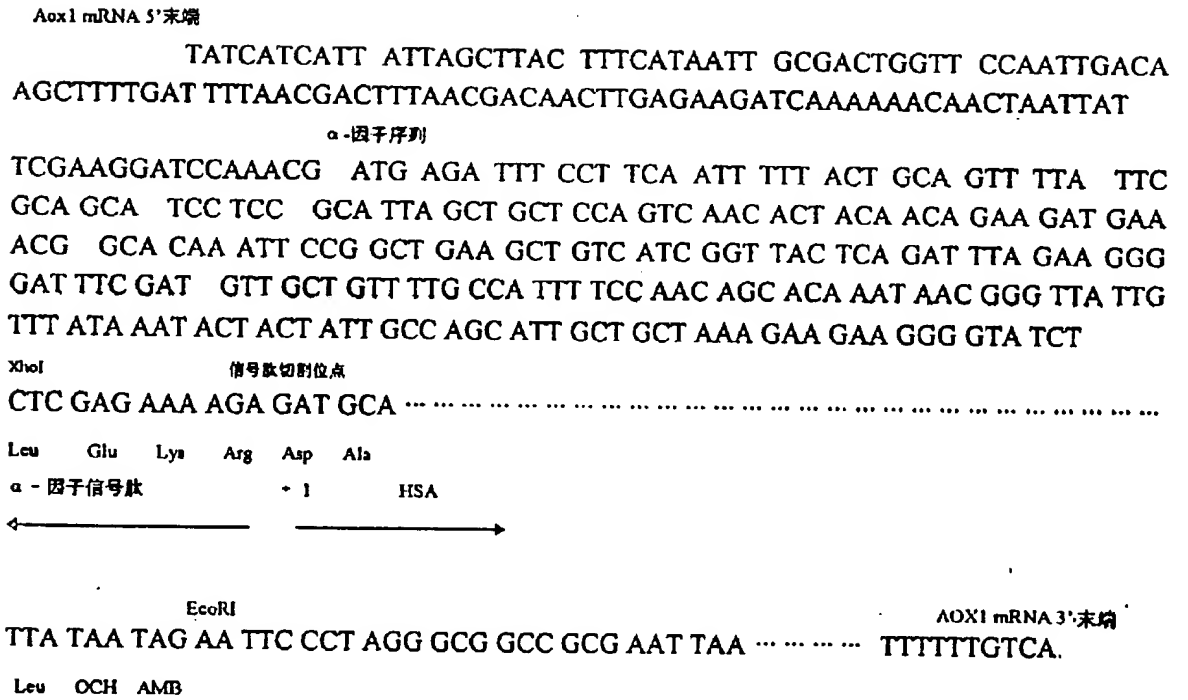 Aox1 mRNA 5'末端
TATCATCATT ATTAGCTTAC TTTCATAATT GCGACTGGTT CCAATTGACA
AGCTTTTGAT TTTAACGACTTTAACGACAACTTGAGAAGATCAAAAAACAACTAATTAT
α-因子序列
TCGAAGGATCCAAACG ATG AGA TTT CCT TCA ATT TTT ACT GCA GTT TTA TTC
GCA GCA TCC TCC GCA TTA GCT GCT CCA GTC AAC ACT ACA ACA GAA GAT GAA
ACG GCA CAA ATT CCG GCT GAA GCT GTC ATC GGT TAC TCA GAT TTA GAA GGG
GAT TTC GAT GTT GCT GTT TTG CCA TTT TCC AAC AGC ACA AAT AAC GGG TTA TTG
TTT ATA AAT ACT ACT ATT GCC AGC ATT GCT GCT AAA GAA GAA GGG GTA TCT
XhoI 信号肽切割位点
CTC GAG AAA AGA GAT GCA ··· ··· ··· ··· ··· ··· ··· ··· ··· ··· ··· ··· ··· ··· ··· ··· ··· ··· ··· ··· ··· ··· ··· ··· ··· ··· ···
Leu Glu Lys Arg Asp Ala
α - 因子信号肽 + 1 HSA
EcoRI AOX1 mRNA 3'末端
TTA TAA TAG AA TTC CCT AGG GCG GCC GCG AAT TAA ··· ··· ··· ··· TTTTTTGTCA.
Leu OCH AMB